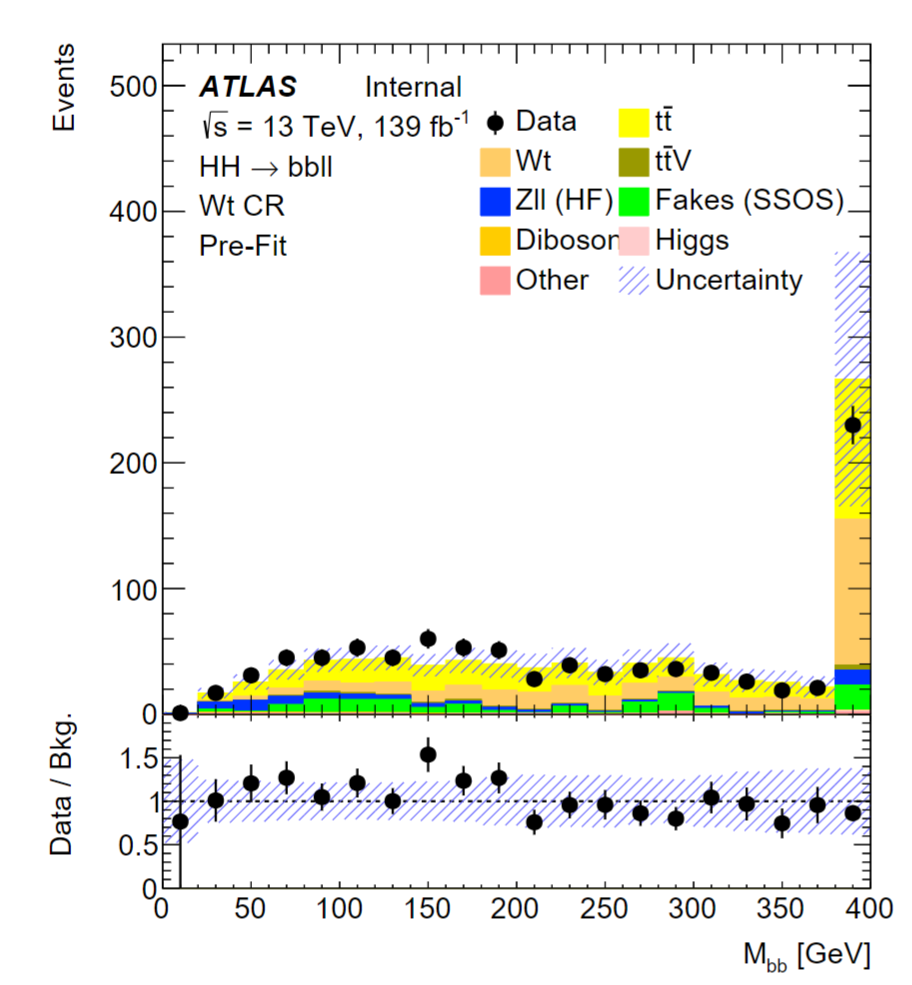 Events
500
400
300
200
100
0
ATLAS Internal
√s = 13 TeV, 139 fb⁻¹
HH → bbll
Wt CR
Pre-Fit
Data tt̄
Wt tt̄V
Zll (HF) Fakes (SSOS)
Diboson Higgs
Other Uncertainty
Data / Bkg.
1.5
1
0.5
0
0 50 100 150 200 250 300 350 400
M_bb [GeV]